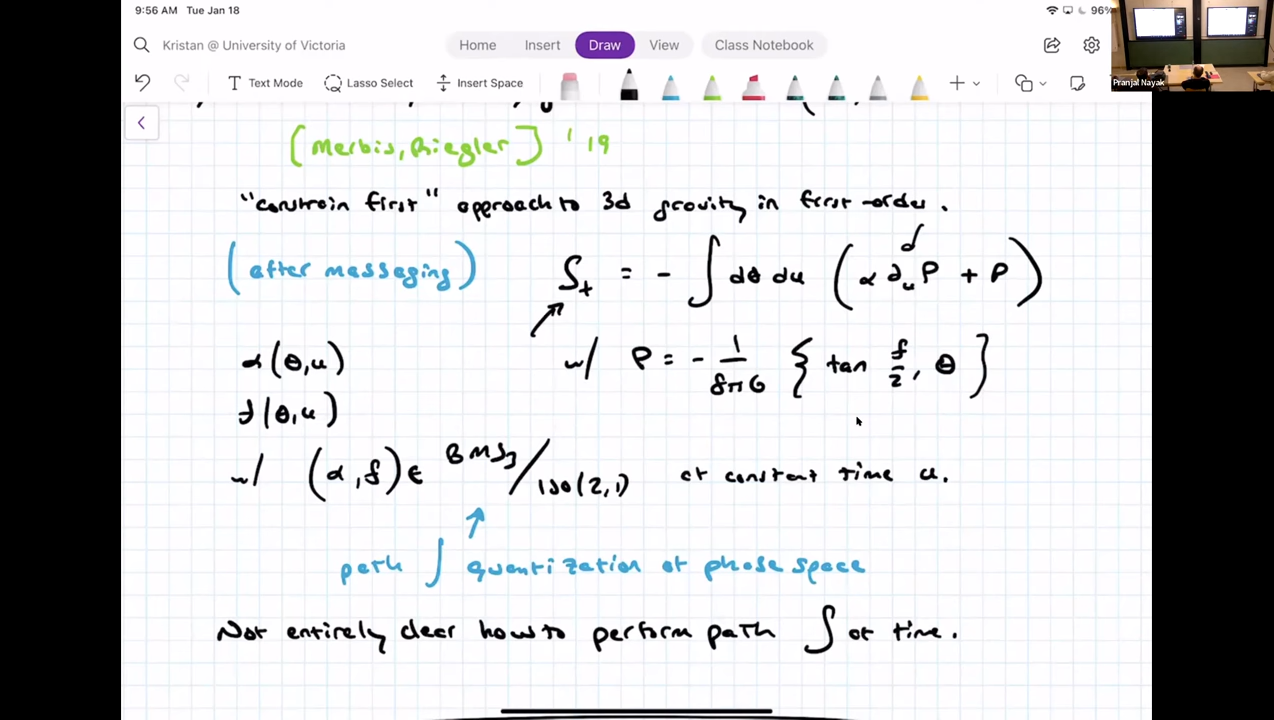 9:56 AM Tue Jan 18
96%
Kristan @ University of Victoria
Home Insert Draw View Class Notebook
Text Mode Lasso Select Insert Space
Pranjal Nayak
[Merbis, Riegler] '19
"constrain first" approach to 3d gravity in first-order.
(after massaging) S₊ = - ∫ dθ du ( α ∂ᵤ P + P )
w/ P = - 1/8πG { tan f/2, θ }
α(θ,u)
f(θ,u)
w/ (α, f) ∈ BMS₃/ISO(2,1) at constant time u.
path ∫ quantization of phase space
Not entirely clear how to perform path ∫ at time.